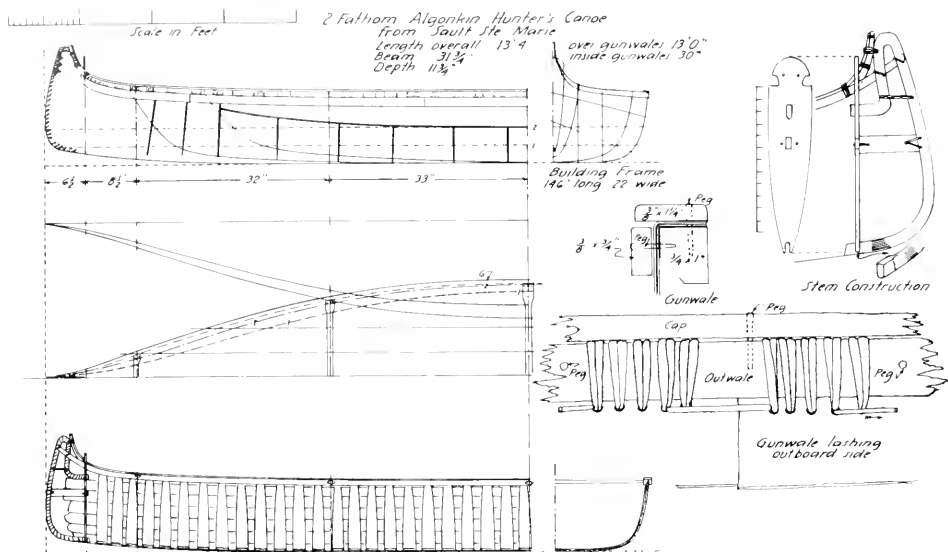 Scale in Feet
2 Fathom Algonkin Hunter's Canoe
from Sault Ste Marie
Length overall 13'4 over gunwales 13'0"
Beam 31 3/4" inside gunwales 30"
Depth 11 3/4"
2
1
6 1/2 8 1/2" 32" 33"
Building Frame
146" long 22 wide
Peg
3/8" x 1 1/4"
3/8 x 3/4"
Peg
3/4" x 1"
Gunwale
Stem Construction
Peg
Cap
Peg
Outwale
Peg
Gunwale lashing
outboard side